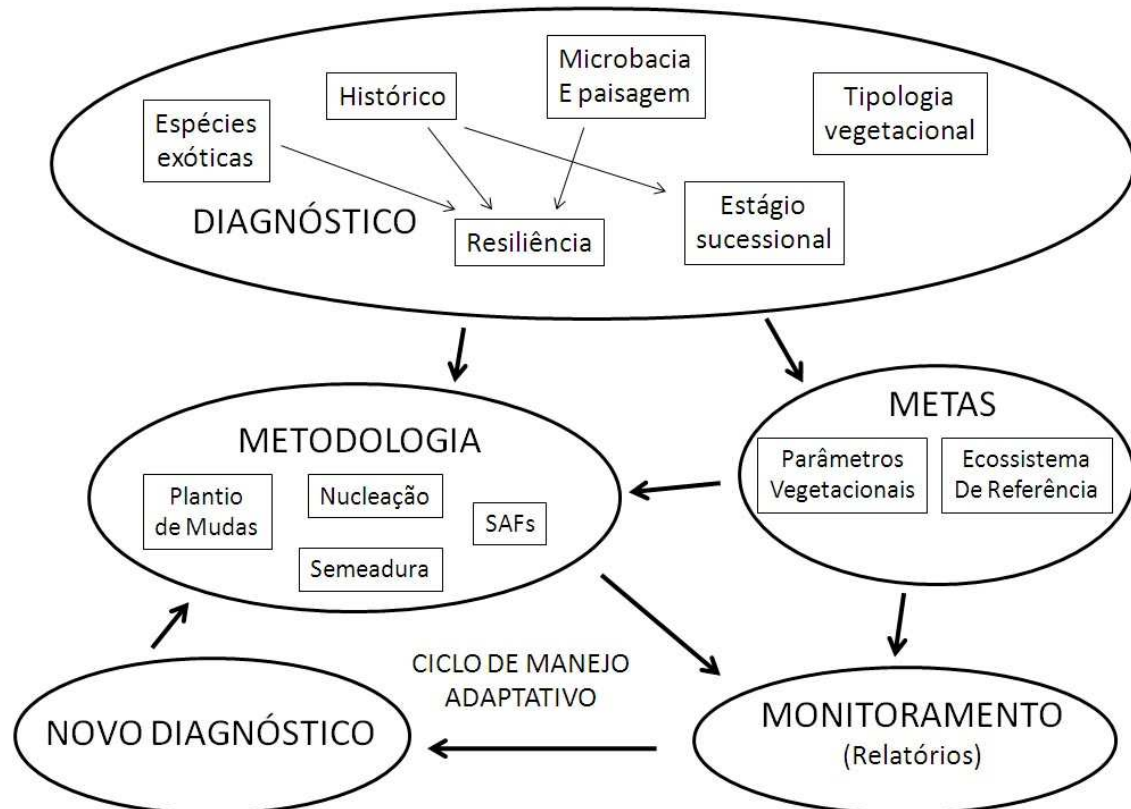 Microbacia
E paisagem
Histórico
Tipologia
vegetacional
Espécies
exóticas
DIAGNÓSTICO
Resiliência
Estágio
sucessional
METODOLOGIA
Plantio
de Mudas
Nucleação
SAFs
Semeadura
METAS
Parâmetros
Vegetacionais
Ecossistema
De Referência
CICLO DE MANEJO
ADAPTATIVO
NOVO DIAGNÓSTICO
MONITORAMENTO
(Relatórios)